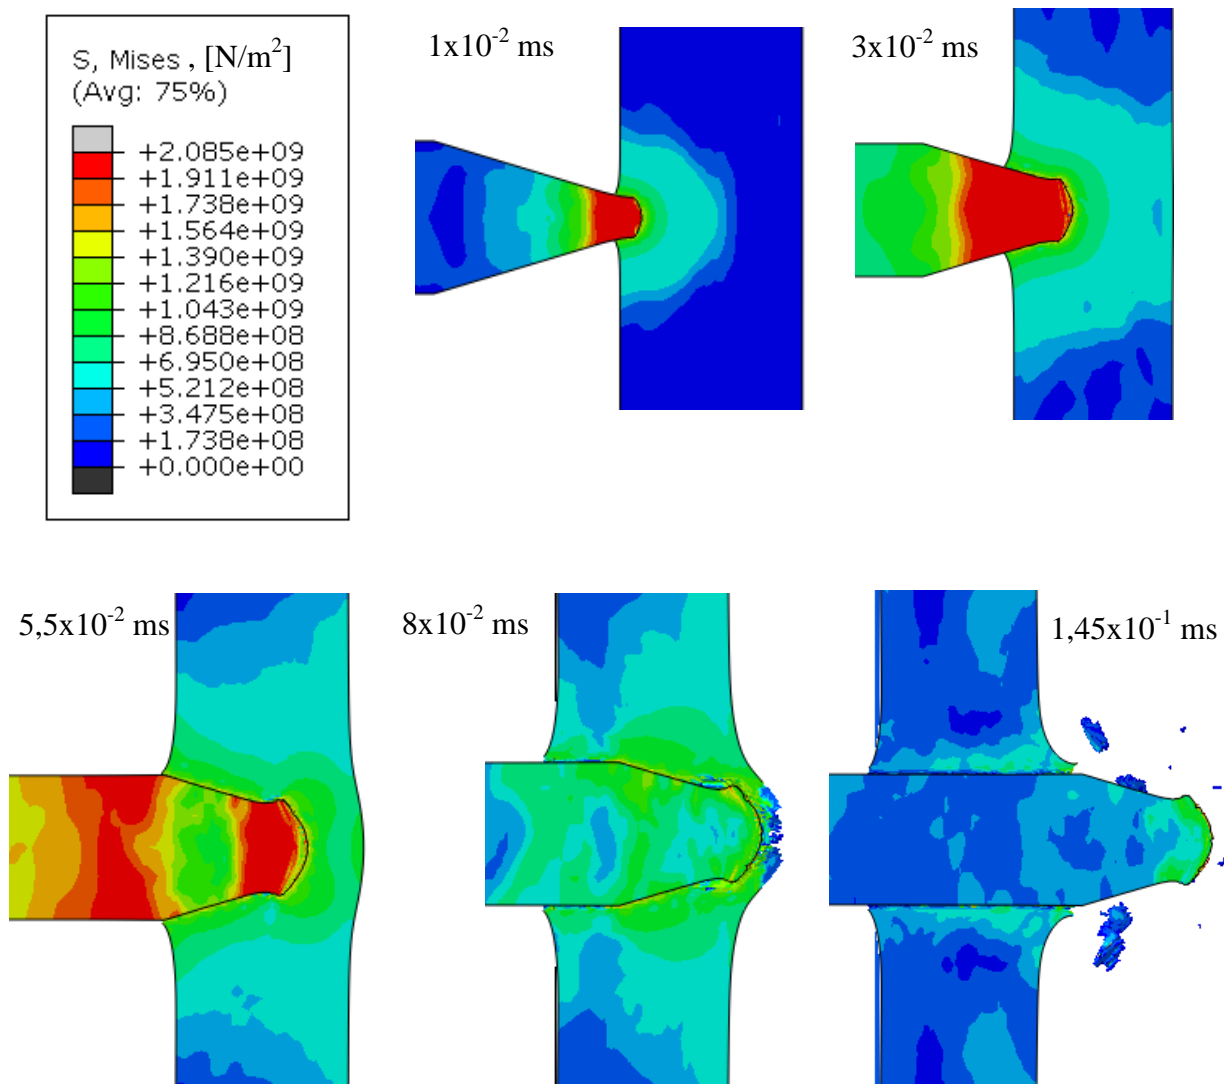 S, Mises , [N/m²]
(Avg: 75%)
+2.085e+09
+1.911e+09
+1.738e+09
+1.564e+09
+1.390e+09
+1.216e+09
+1.043e+09
+8.688e+08
+6.950e+08
+5.212e+08
+3.475e+08
+1.738e+08
+0.000e+00
1x10⁻² ms
3x10⁻² ms
5,5x10⁻² ms
8x10⁻² ms
1,45x10⁻¹ ms